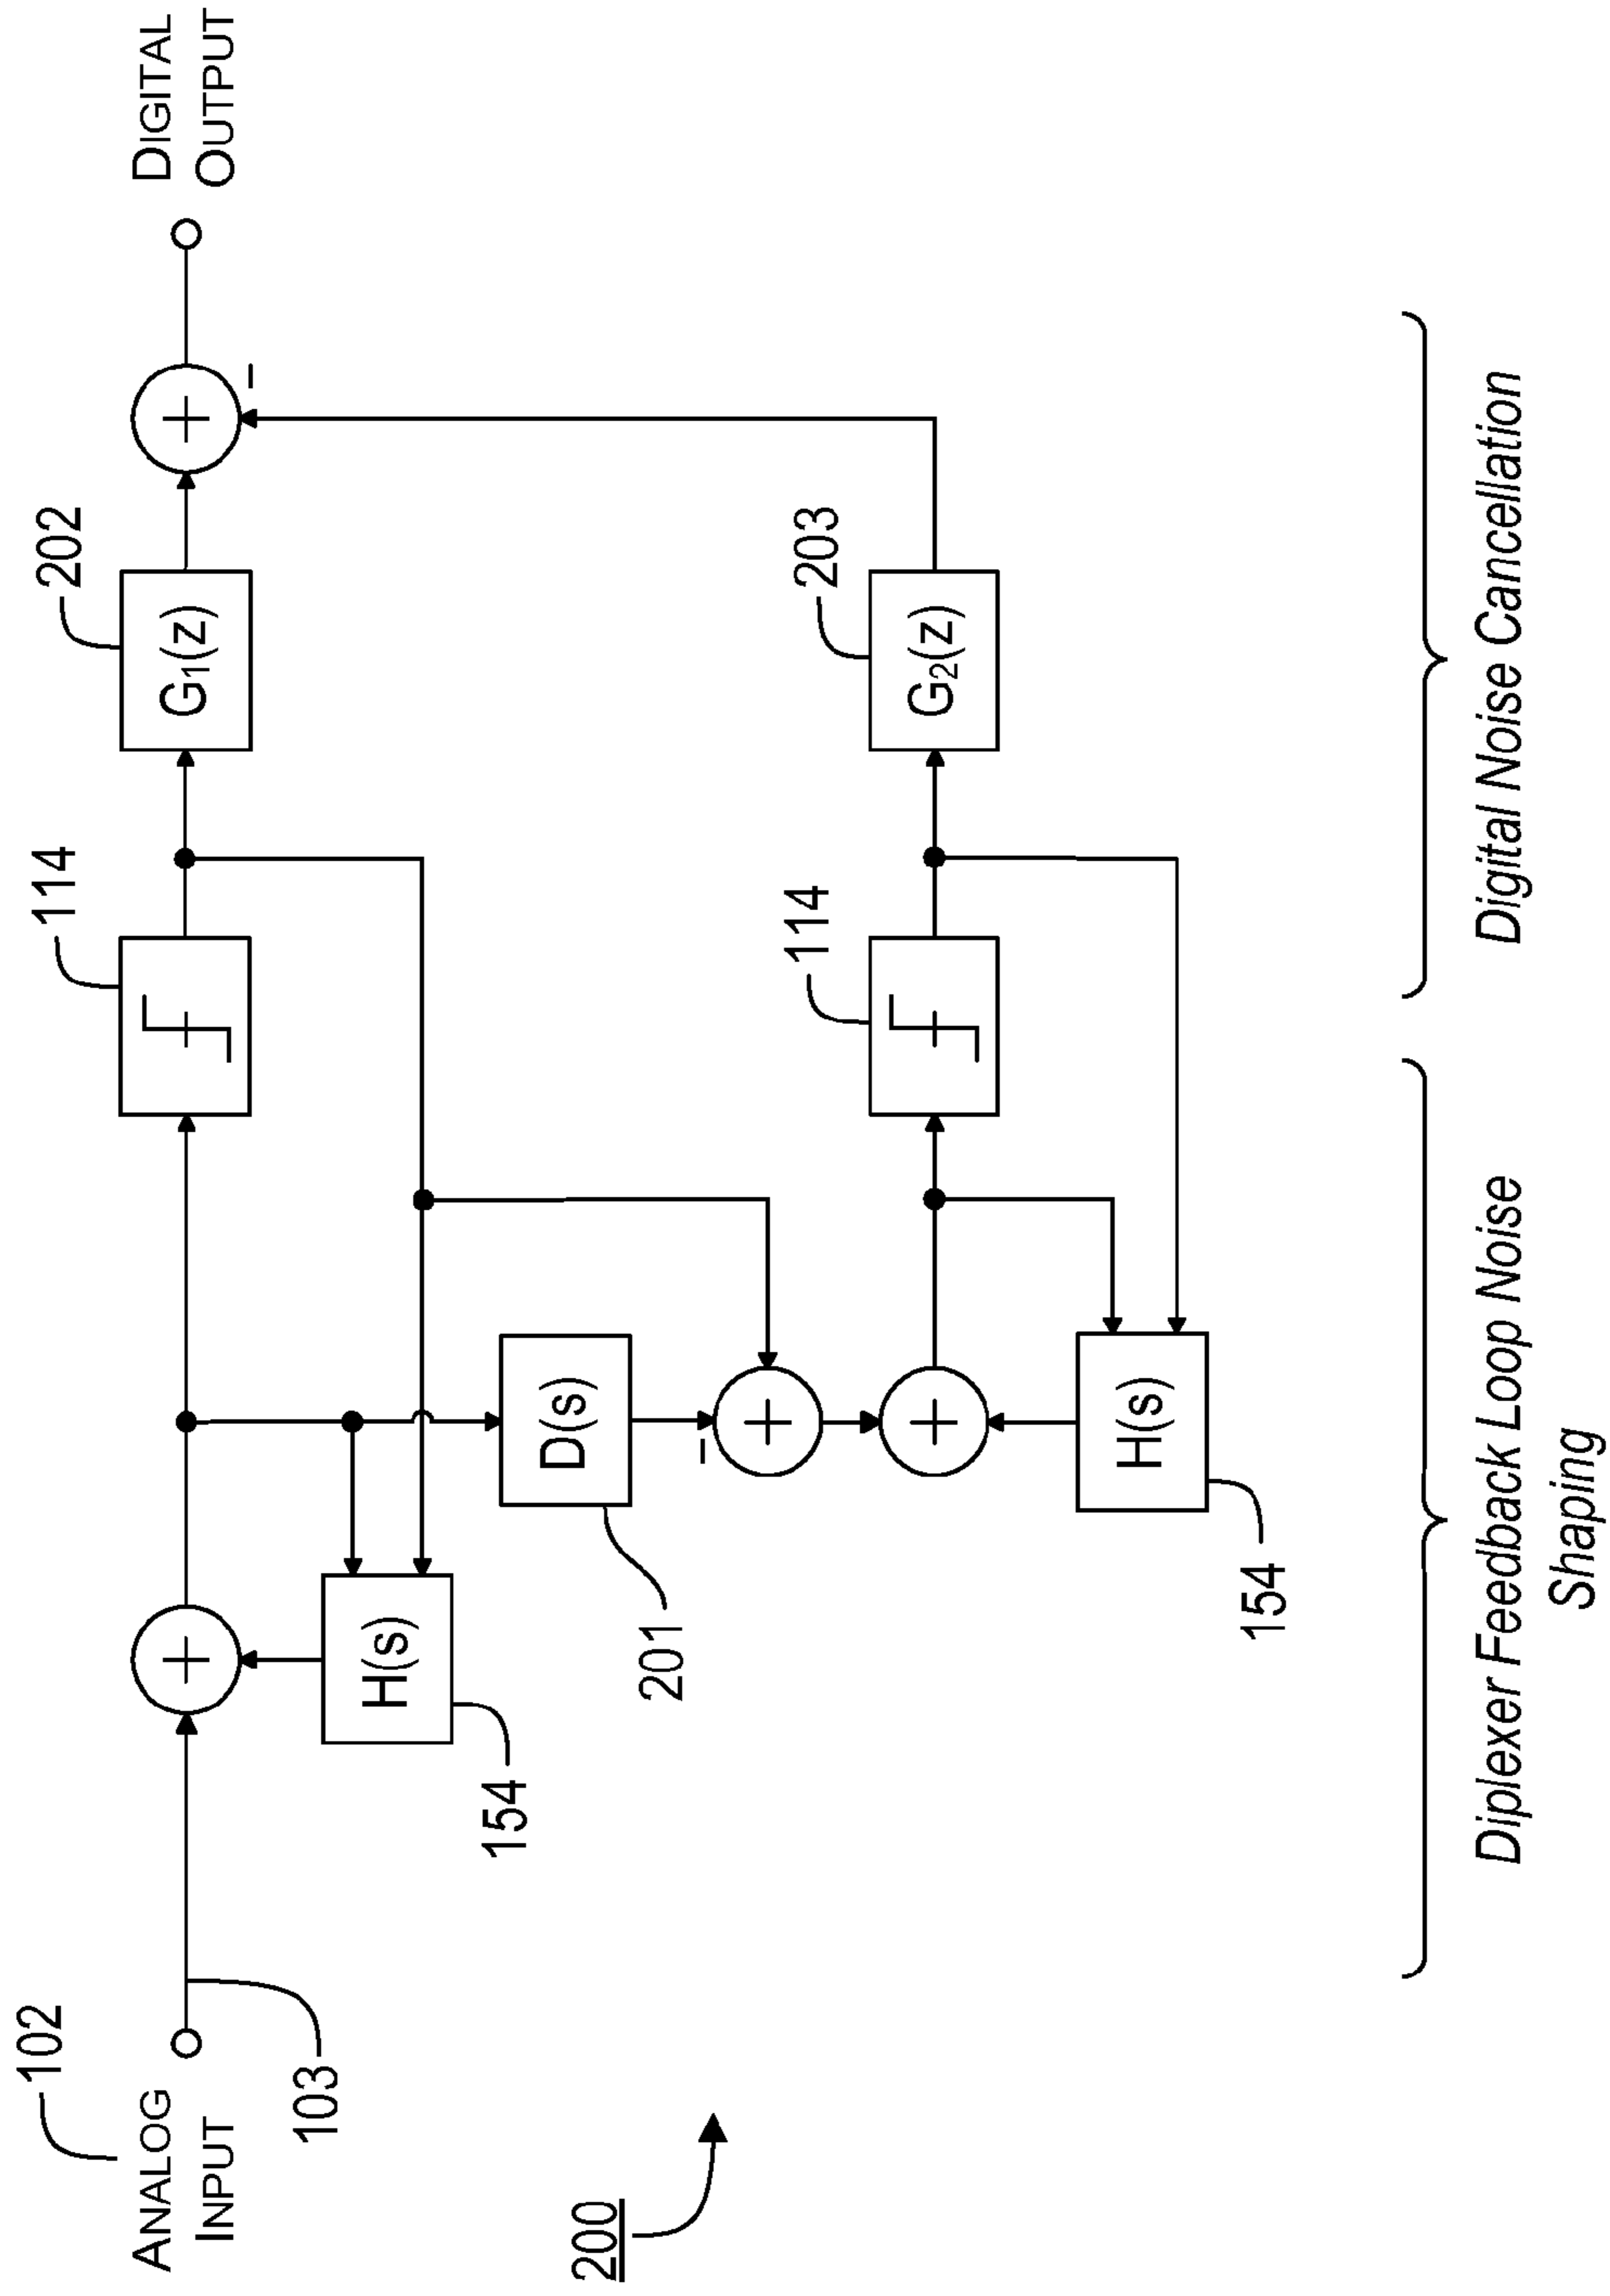 102
ANALOG
INPUT
103
154
H(s)
114
202
G1(z)
DIGITAL
OUTPUT
201
D(s)
–
–
114
203
G2(z)
H(s)
154
200
Diplexer Feedback Loop Noise
Shaping
Digital Noise Cancellation